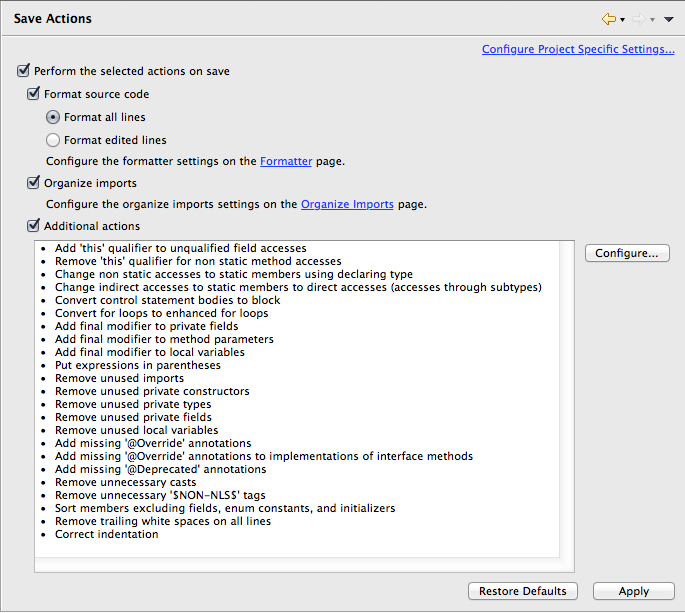 Save Actions
Configure Project Specific Settings...
Perform the selected actions on save
Format source code
Format all lines
Format edited lines
Configure the formatter settings on the Formatter page.
Organize imports
Configure the organize imports settings on the Organize Imports page.
Additional actions
• Add 'this' qualifier to unqualified field accesses
• Remove 'this' qualifier for non static method accesses
• Change non static accesses to static members using declaring type
• Change indirect accesses to static members to direct accesses (accesses through subtypes)
• Convert control statement bodies to block
• Convert for loops to enhanced for loops
• Add final modifier to private fields
• Add final modifier to method parameters
• Add final modifier to local variables
• Put expressions in parentheses
• Remove unused imports
• Remove unused private constructors
• Remove unused private types
• Remove unused private fields
• Remove unused local variables
• Add missing '@Override' annotations
• Add missing '@Override' annotations to implementations of interface methods
• Add missing '@Deprecated' annotations
• Remove unnecessary casts
• Remove unnecessary '$NON-NLS$' tags
• Sort members excluding fields, enum constants, and initializers
• Remove trailing white spaces on all lines
• Correct indentation
Configure...
Restore Defaults
Apply